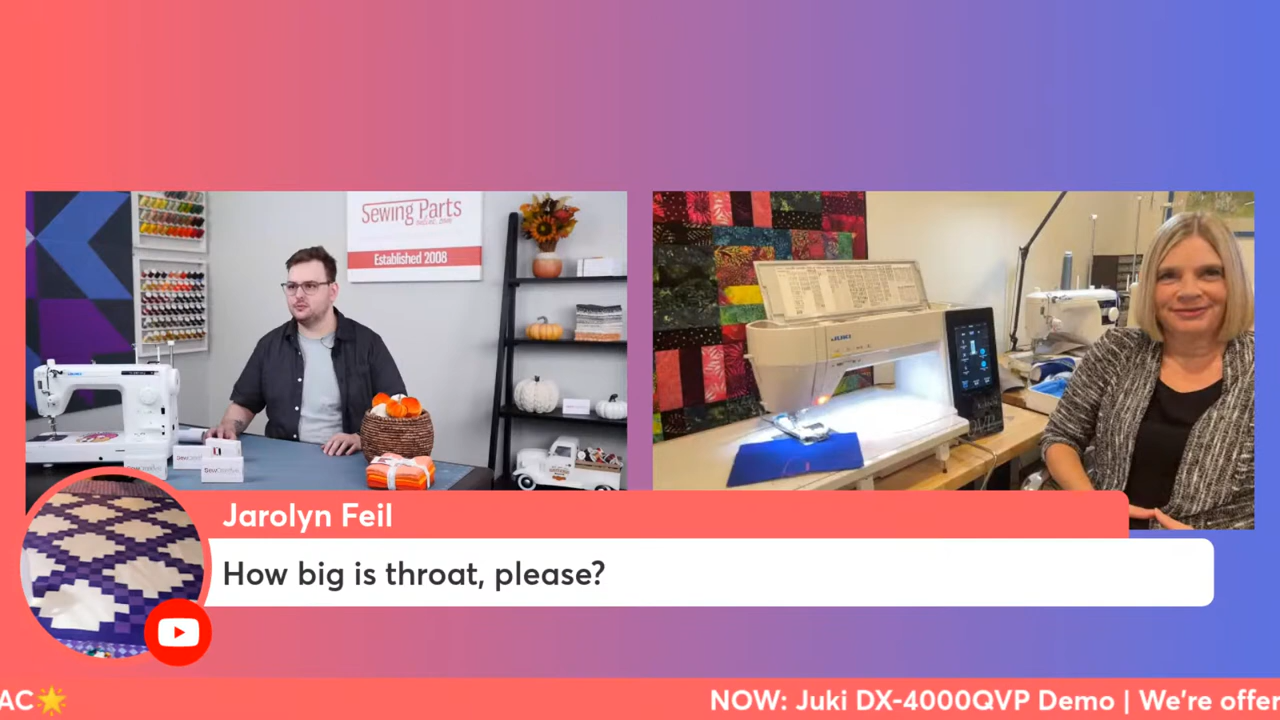 Sewing Parts
Established 2008
JUKI
Jarolyn Feil
How big is throat, please?
AC🌟
NOW: Juki DX-4000QVP Demo | We're offer